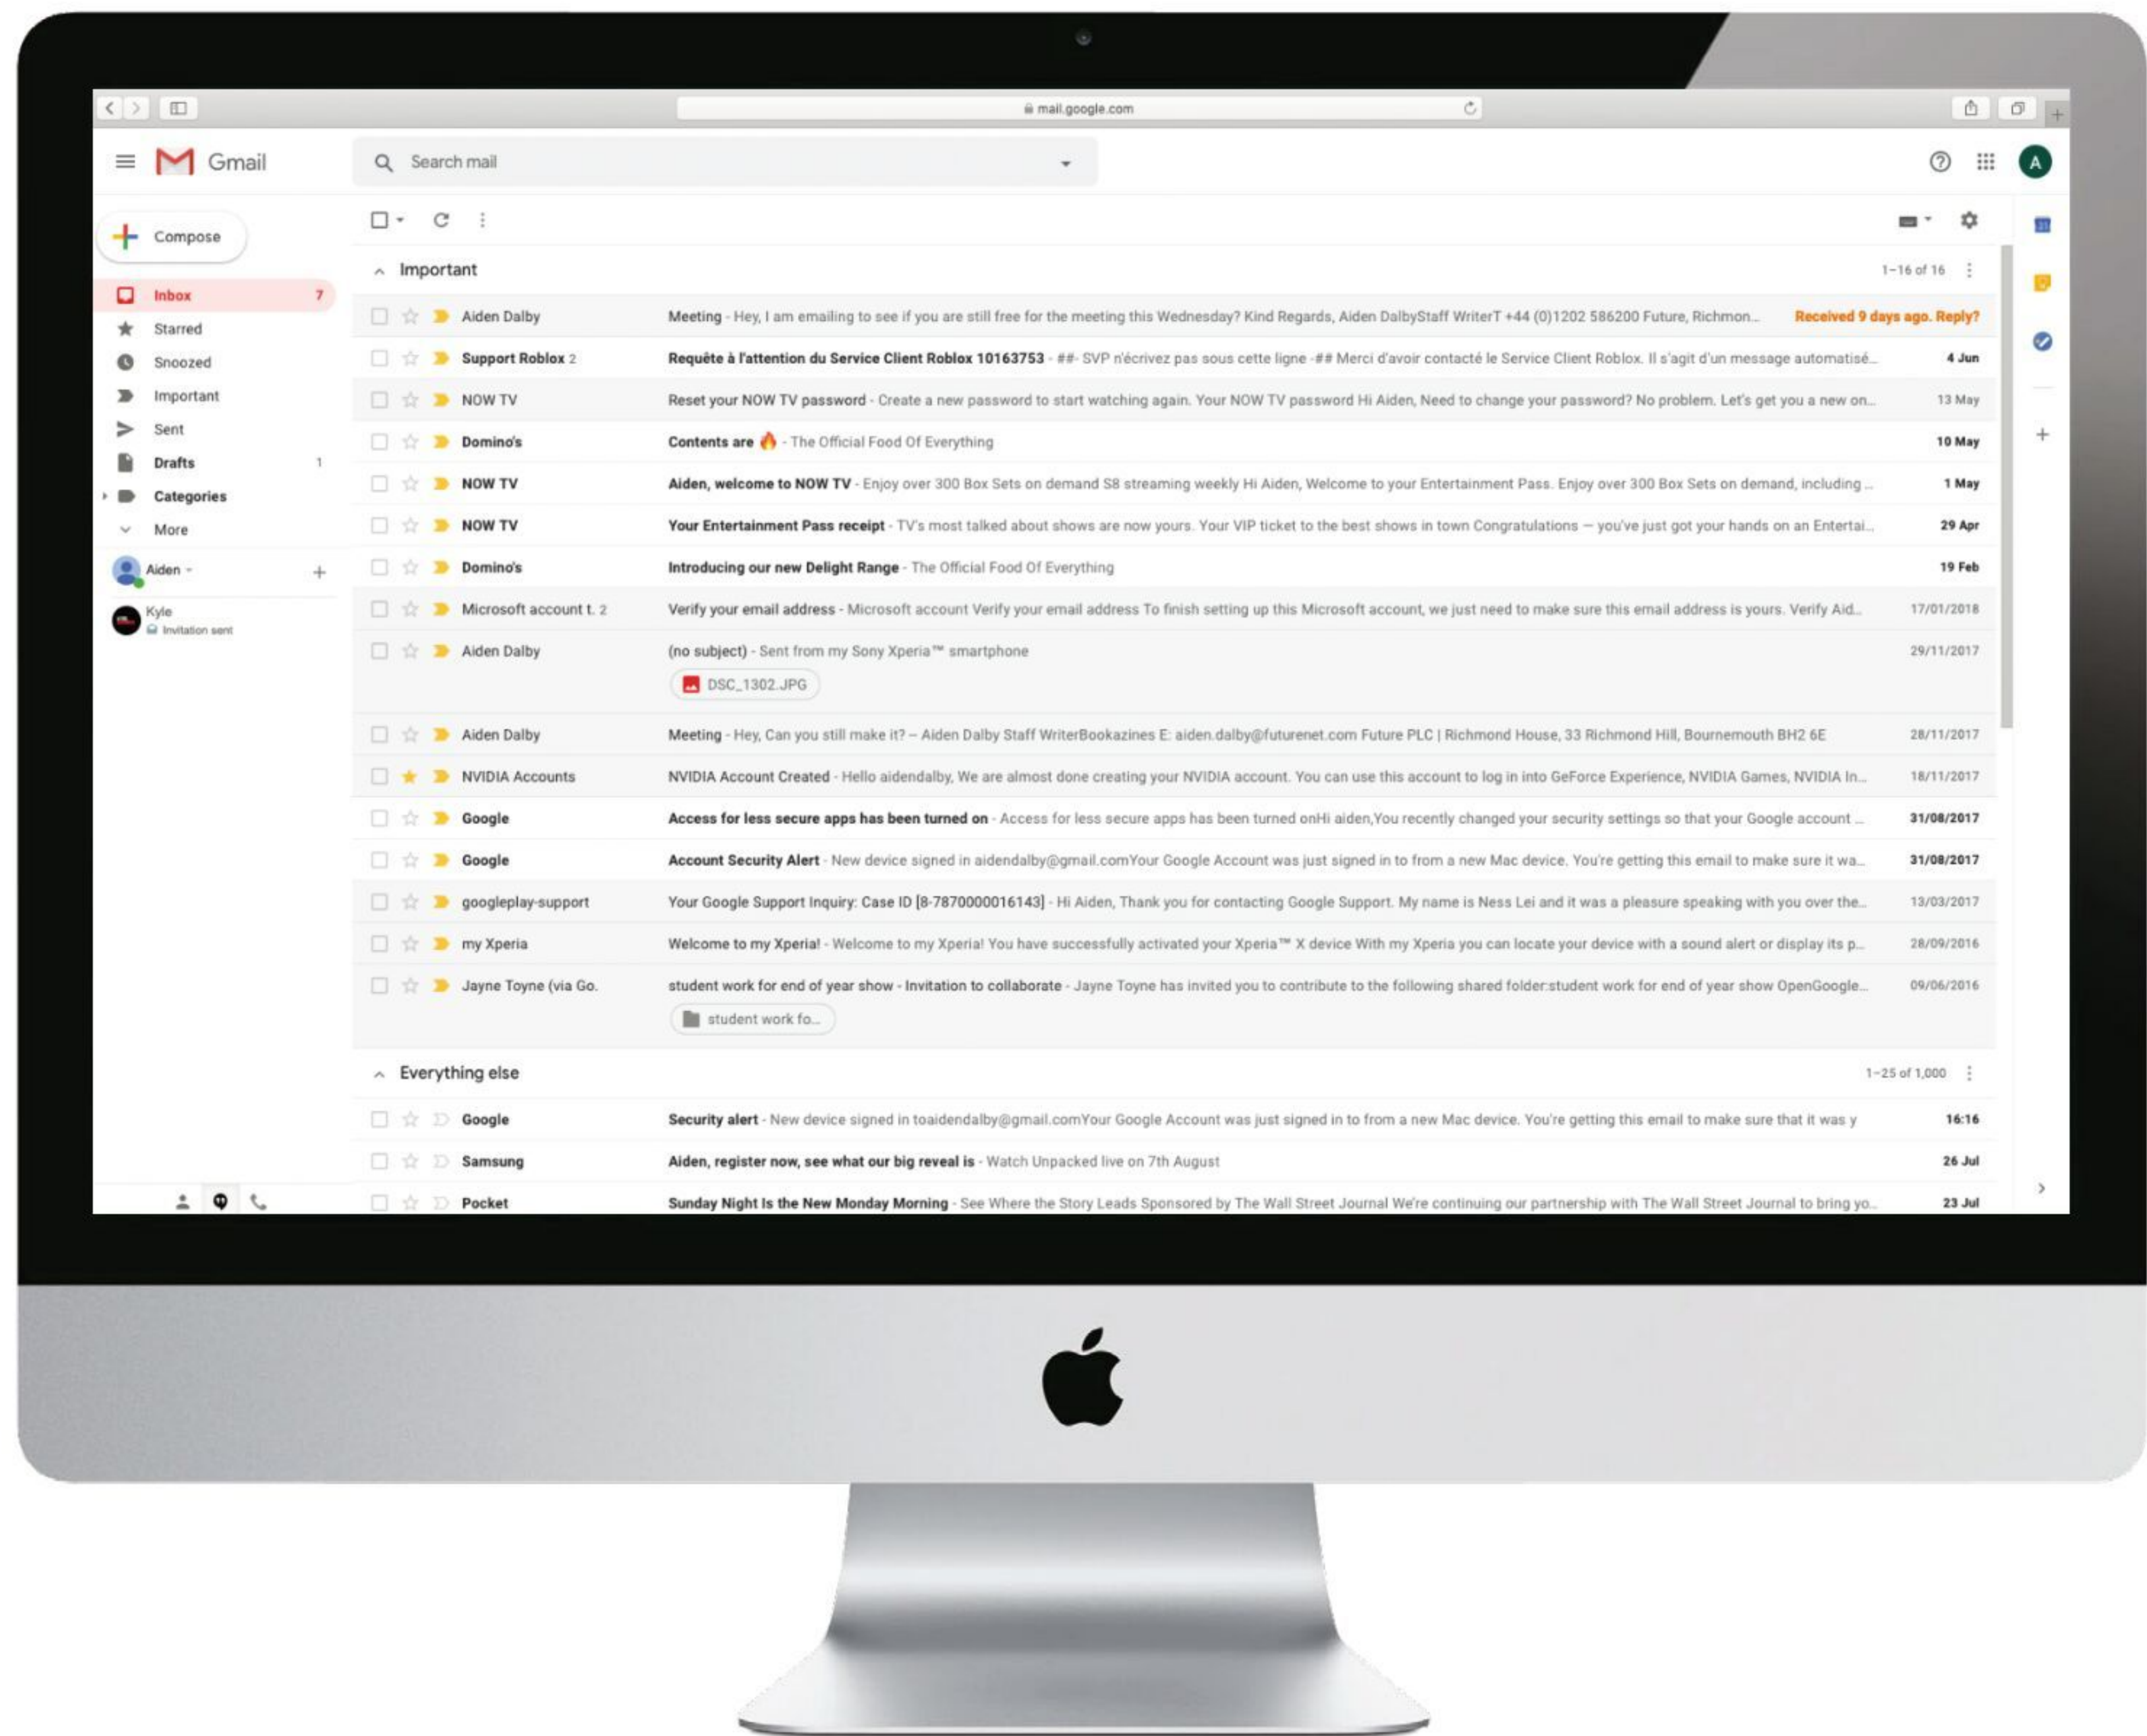 mail.google.com
Gmail
Search mail
A
Compose
Important
1–16 of 16
Inbox 7
Starred
Snoozed
Important
Sent
Drafts 1
Categories
More
Aiden
Kyle
Invitation sent
Aiden Dalby Meeting - Hey, I am emailing to see if you are still free for the meeting this Wednesday? Kind Regards, Aiden DalbyStaff WriterT +44 (0)1202 586200 Future, Richmon... Received 9 days ago. Reply?
Support Roblox 2 Requête à l'attention du Service Client Roblox 10163753 - ##- SVP n'écrivez pas sous cette ligne -## Merci d'avoir contacté le Service Client Roblox. Il s'agit d'un message automatisé... 4 Jun
NOW TV Reset your NOW TV password - Create a new password to start watching again. Your NOW TV password Hi Aiden, Need to change your password? No problem. Let's get you a new on... 13 May
Domino's Contents are 🔥 - The Official Food Of Everything 10 May
NOW TV Aiden, welcome to NOW TV - Enjoy over 300 Box Sets on demand S8 streaming weekly Hi Aiden, Welcome to your Entertainment Pass. Enjoy over 300 Box Sets on demand, including ... 1 May
NOW TV Your Entertainment Pass receipt - TV's most talked about shows are now yours. Your VIP ticket to the best shows in town Congratulations — you've just got your hands on an Entertai... 29 Apr
Domino's Introducing our new Delight Range - The Official Food Of Everything 19 Feb
Microsoft account t. 2 Verify your email address - Microsoft account Verify your email address To finish setting up this Microsoft account, we just need to make sure this email address is yours. Verify Aid... 17/01/2018
Aiden Dalby (no subject) - Sent from my Sony Xperia™ smartphone 29/11/2017
DSC_1302.JPG
Aiden Dalby Meeting - Hey, Can you still make it? – Aiden Dalby Staff WriterBookazines E: aiden.dalby@futurenet.com Future PLC | Richmond House, 33 Richmond Hill, Bournemouth BH2 6E 28/11/2017
NVIDIA Accounts NVIDIA Account Created - Hello aidendalby, We are almost done creating your NVIDIA account. You can use this account to log in into GeForce Experience, NVIDIA Games, NVIDIA In... 18/11/2017
Google Access for less secure apps has been turned on - Access for less secure apps has been turned onHi aiden,You recently changed your security settings so that your Google account ... 31/08/2017
Google Account Security Alert - New device signed in aidendalby@gmail.comYour Google Account was just signed in to from a new Mac device. You're getting this email to make sure it wa... 31/08/2017
googleplay-support Your Google Support Inquiry: Case ID [8-7870000016143] - Hi Aiden, Thank you for contacting Google Support. My name is Ness Lei and it was a pleasure speaking with you over the... 13/03/2017
my Xperia Welcome to my Xperia! - Welcome to my Xperia! You have successfully activated your Xperia™ X device With my Xperia you can locate your device with a sound alert or display its p... 28/09/2016
Jayne Toyne (via Go. student work for end of year show - Invitation to collaborate - Jayne Toyne has invited you to contribute to the following shared folder:student work for end of year show OpenGoogle... 09/06/2016
student work fo...
Everything else 1–25 of 1,000
Google Security alert - New device signed in toaidendalby@gmail.comYour Google Account was just signed in to from a new Mac device. You're getting this email to make sure that it was y 16:16
Samsung Aiden, register now, see what our big reveal is - Watch Unpacked live on 7th August 26 Jul
Pocket Sunday Night Is the New Monday Morning - See Where the Story Leads Sponsored by The Wall Street Journal We're continuing our partnership with The Wall Street Journal to bring yo... 23 Jul